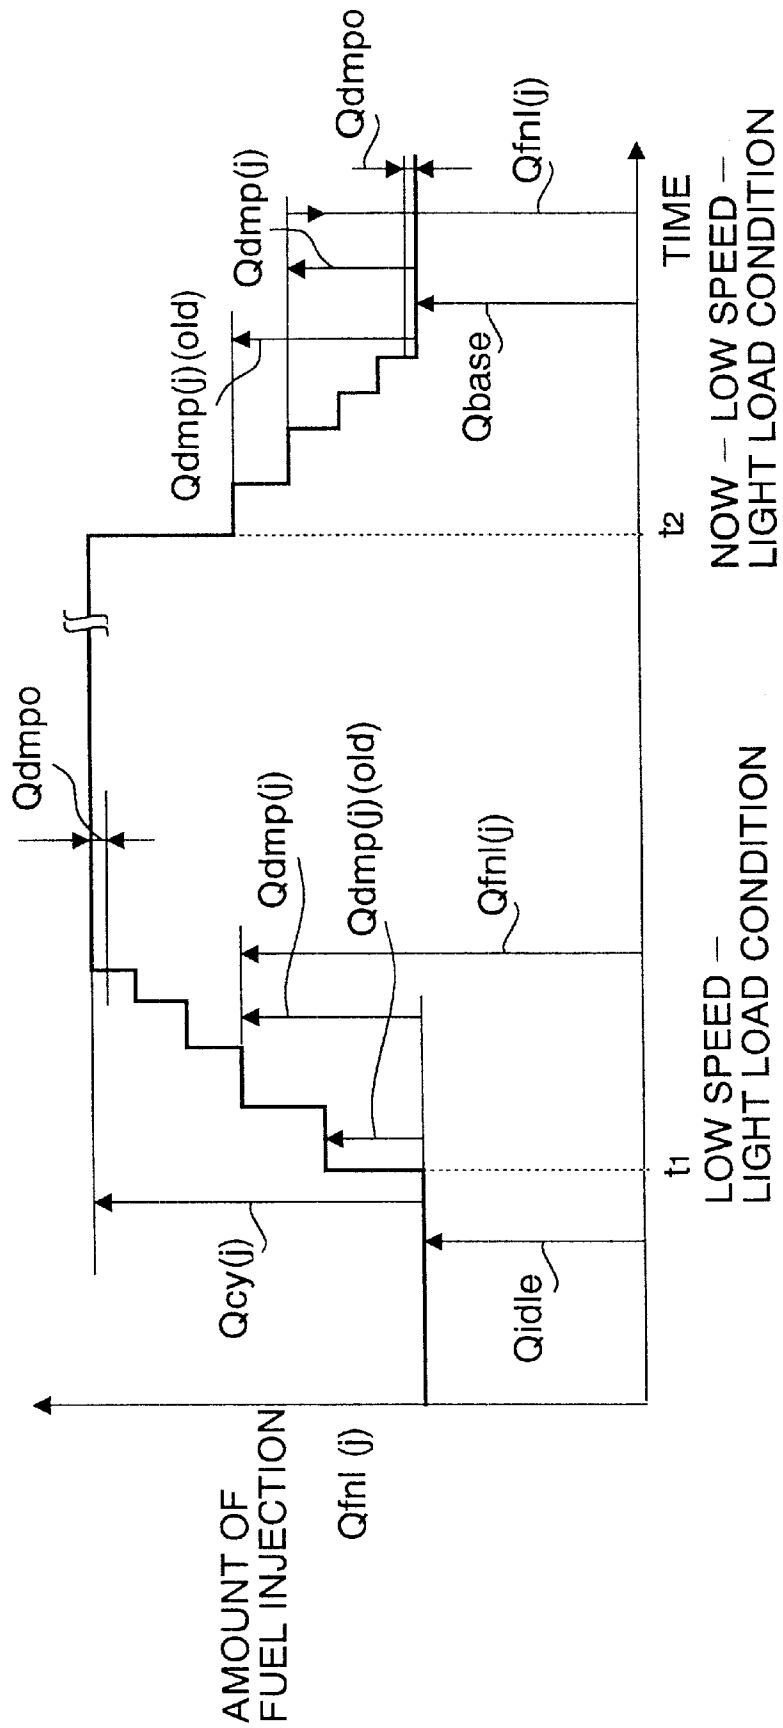 AMOUNT OF
FUEL INJECTION
Qfnl (j)
Qidle
Qcy(j)
Qdmpo
Qdmp(j)
Qdmp(j)(old)
Qfnl(j)
Qdmp(j)(old)
Qdmp(j)
Qdmpo
Qbase
Qfnl(j)
t1
t2
TIME
LOW SPEED –
LIGHT LOAD CONDITION
NOW – LOW SPEED –
LIGHT LOAD CONDITION